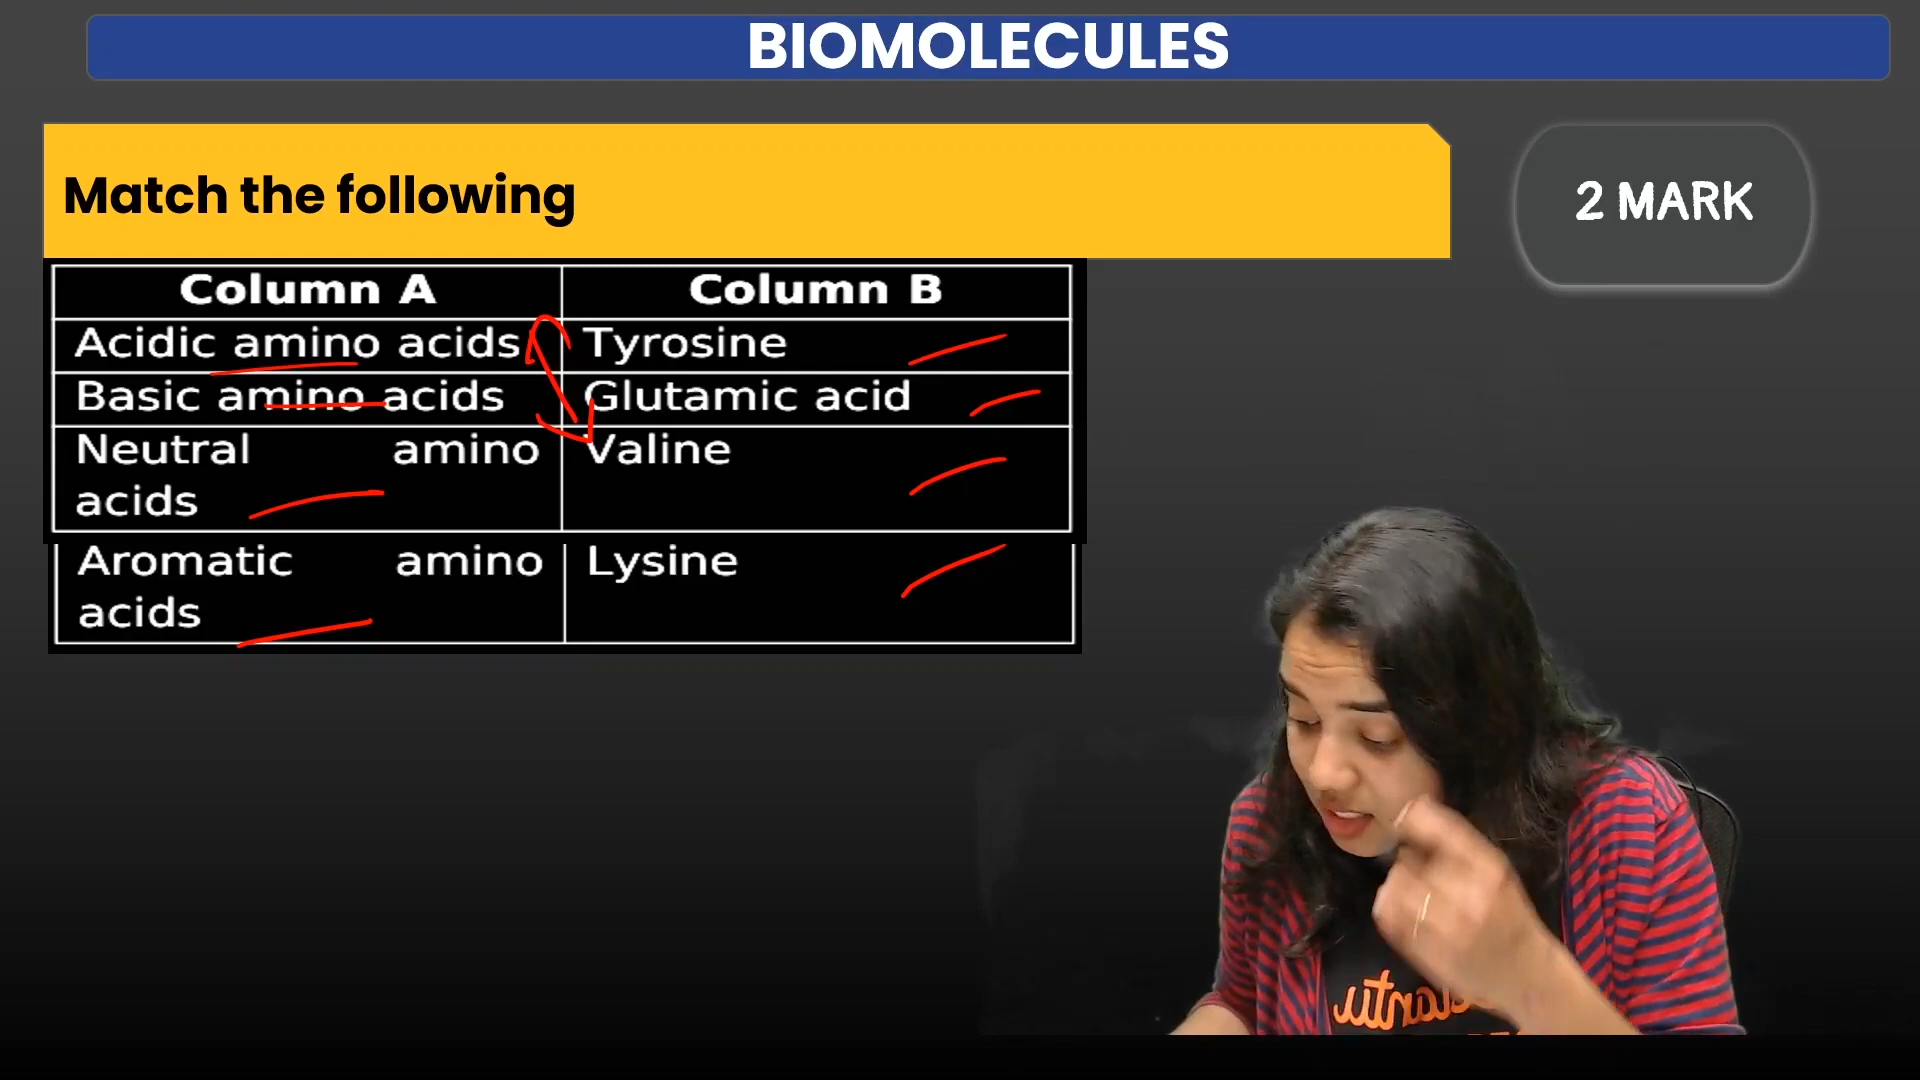 BIOMOLECULES
Match the following
2 MARK
Column A Column B
Acidic amino acids Tyrosine
Basic amino acids Glutamic acid
Neutral amino Valine
acids
Aromatic amino Lysine
acids